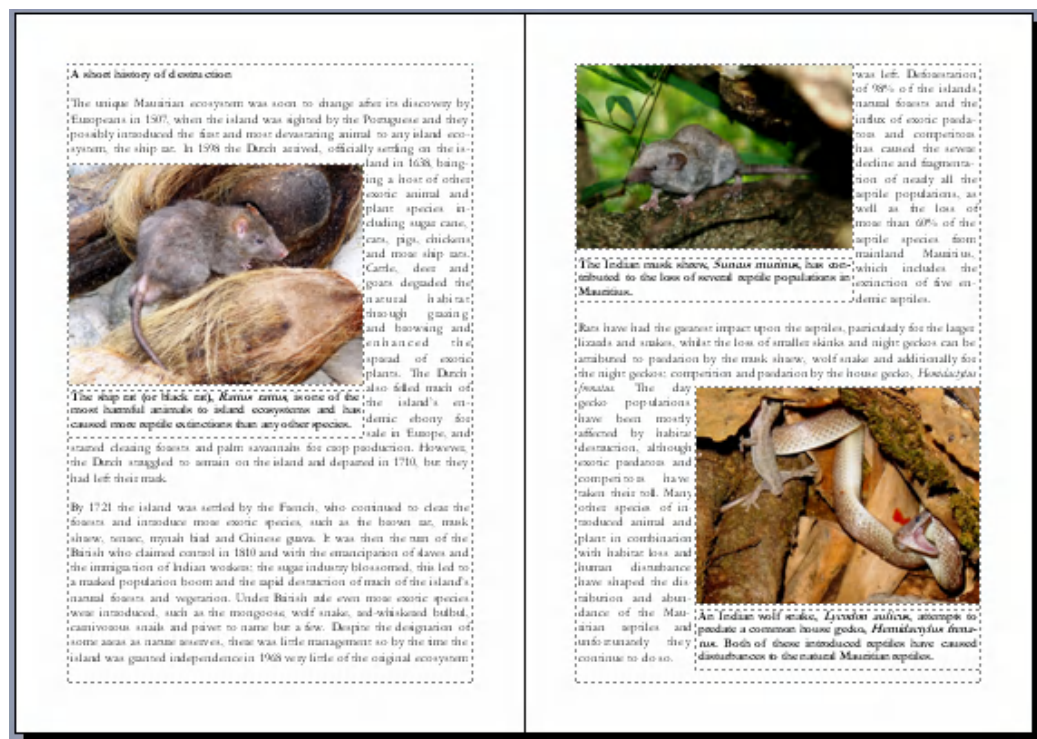 A short history of destruction
The unique Mauritian ecosystem was soon to change after its discovery by
Europeans in 1507, when the island was sighted by the Portuguese and they
possibly introduced the first and most devastating animal to any island eco-
system, the ship rat. In 1598 the Dutch arrived, officially settling on the is-
land in 1638, bring-
ing a host of other
exotic animal and
plant species in-
cluding sugar cane,
cats, pigs, chickens
and more ship rats.
Cattle, deer and
goats degraded the
natural habitat
through grazing
and browsing and
enhanced the
spread of exotic
plants. The Dutch
also felled much of
the island's en-
demic ebony for
sale in Europe, and
started clearing forests and palm savannahs for crop production. However,
the Dutch struggled to remain on the island and departed in 1710, but they
had left their mark.
The ship rat (or black rat), Rattus rattus, is one of the
most harmful animals to island ecosystems and has
caused more reptile extinctions than any other species.
By 1721 the island was settled by the French, who continued to clear the
forests and introduce more exotic species, such as the brown rat, musk
shrew, tenrec, mynah bird and Chinese guava. It was then the turn of the
British who claimed control in 1810 and with the emancipation of slaves and
the immigration of Indian workers; the sugar industry blossomed, this led to
a marked population boom and the rapid destruction of much of the island's
natural forests and vegetation. Under British rule even more exotic species
were introduced, such as the mongoose, wolf snake, red-whiskered bulbul,
carnivorous snails and privet to name but a few. Despite the designation of
some areas as nature reserves, there was little management so by the time the
island was granted independence in 1968 very little of the original ecosystem
was left. Deforestation
of 98% of the islands
natural forests and the
influx of exotic preda-
tors and competitors
has caused the severe
decline and fragmenta-
tion of nearly all the
reptile populations, as
well as the loss of
more than 60% of the
reptile species from
mainland Mauritius,
which includes the
extinction of five en-
demic reptiles.
The Indian musk shrew, Suncus murinus, has con-
tributed to the loss of several reptile populations in
Mauritius.
Rats have had the greatest impact upon the reptiles, particularly for the larger
lizards and snakes, whilst the loss of smaller skinks and night geckos can be
attributed to predation by the musk shrew, wolf snake and additionally for
the night geckos; competition and predation by the house gecko, Hemidactylus
frenatus. The day
gecko populations
have been mostly
affected by habitat
destruction, although
exotic predators and
competitors have
taken their toll. Many
other species of in-
troduced animal and
plant in combination
with habitat loss and
human disturbance
have shaped the dis-
tribution and abun-
dance of the Mau-
ritian reptiles and
unfortunately they
continue to do so.
An Indian wolf snake, Lycodon aulicus, attempts to
predate a common house gecko, Hemidactylus frena-
tus. Both of these introduced reptiles have caused
disturbances to the natural Mauritian reptiles.